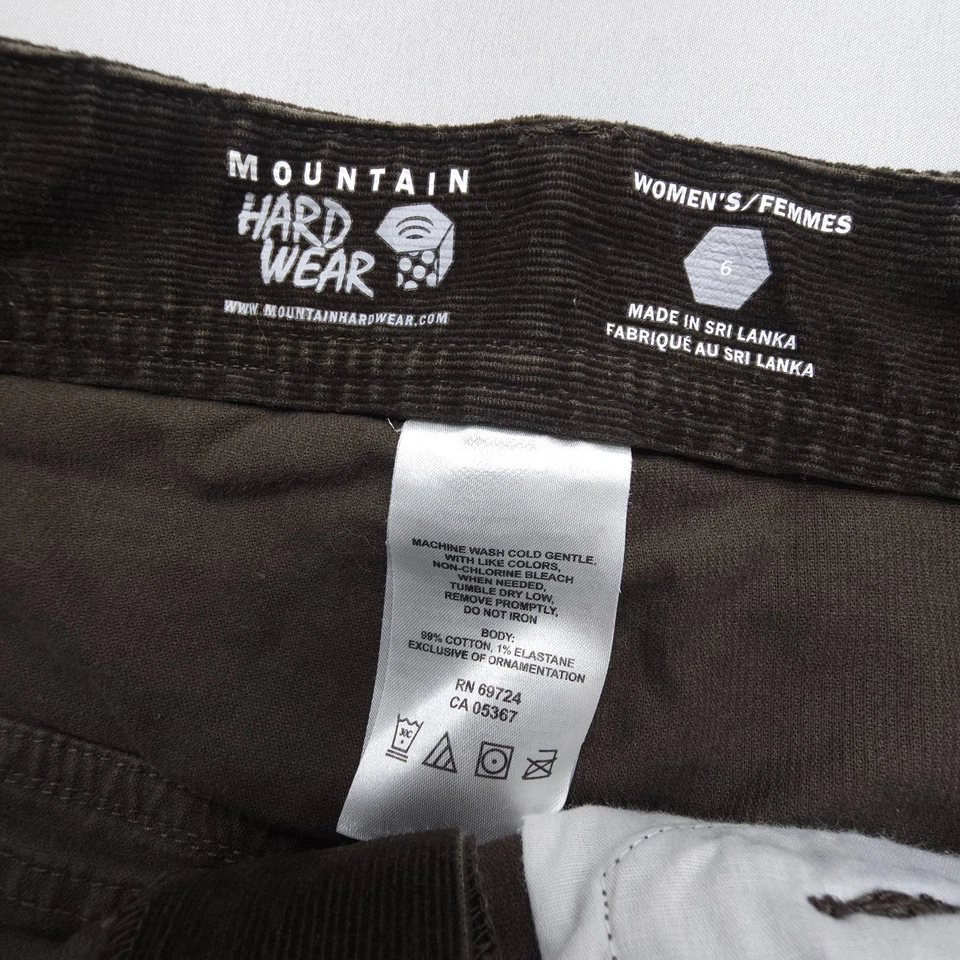 MOUNTAIN
HARD
WEAR
WWW.MOUNTAINHARDWEAR.COM
WOMEN'S/FEMMES
6
MADE IN SRI LANKA
FABRIQUÉ AU SRI LANKA
MACHINE WASH COLD GENTLE.
WITH LIKE COLORS,
NON-CHLORINE BLEACH
WHEN NEEDED,
TUMBLE DRY LOW,
REMOVE PROMPTLY,
DO NOT IRON
BODY:
99% COTTON, 1% ELASTANE
EXCLUSIVE OF ORNAMENTATION
RN 69724
CA 05367
30C